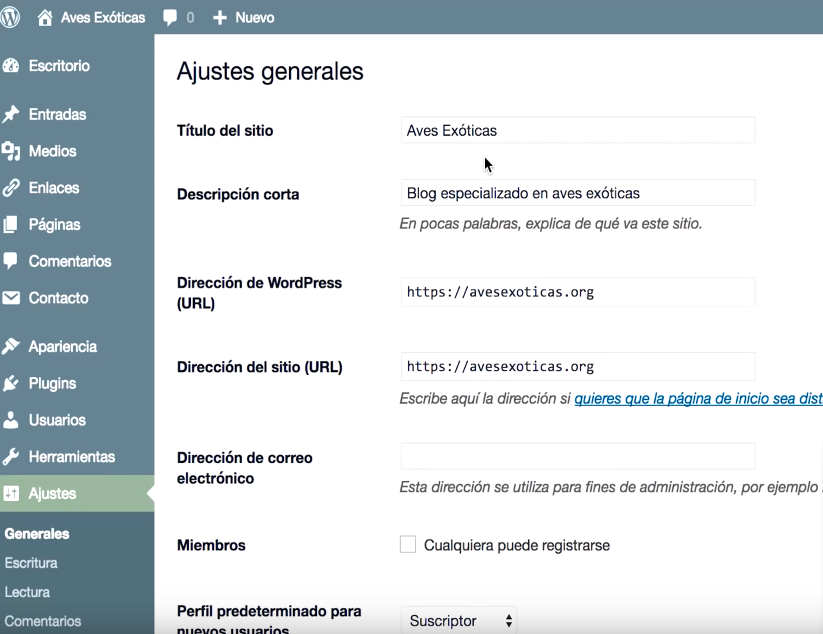 Aves Exóticas 0 Nuevo
Escritorio
Entradas
Medios
Enlaces
Páginas
Comentarios
Contacto
Apariencia
Plugins
Usuarios
Herramientas
Ajustes
Generales
Escritura
Lectura
Comentarios
Ajustes generales
Título del sitio
Aves Exóticas
Descripción corta
Blog especializado en aves exóticas
En pocas palabras, explica de qué va este sitio.
Dirección de WordPress
(URL)
https://avesexoticas.org
Dirección del sitio (URL)
https://avesexoticas.org
Escribe aquí la dirección si quieres que la página de inicio sea dist
Dirección de correo
electrónico
Esta dirección se utiliza para fines de administración, por ejemplo
Miembros
Cualquiera puede registrarse
Perfil predeterminado para
nuevos usuarios
Suscriptor